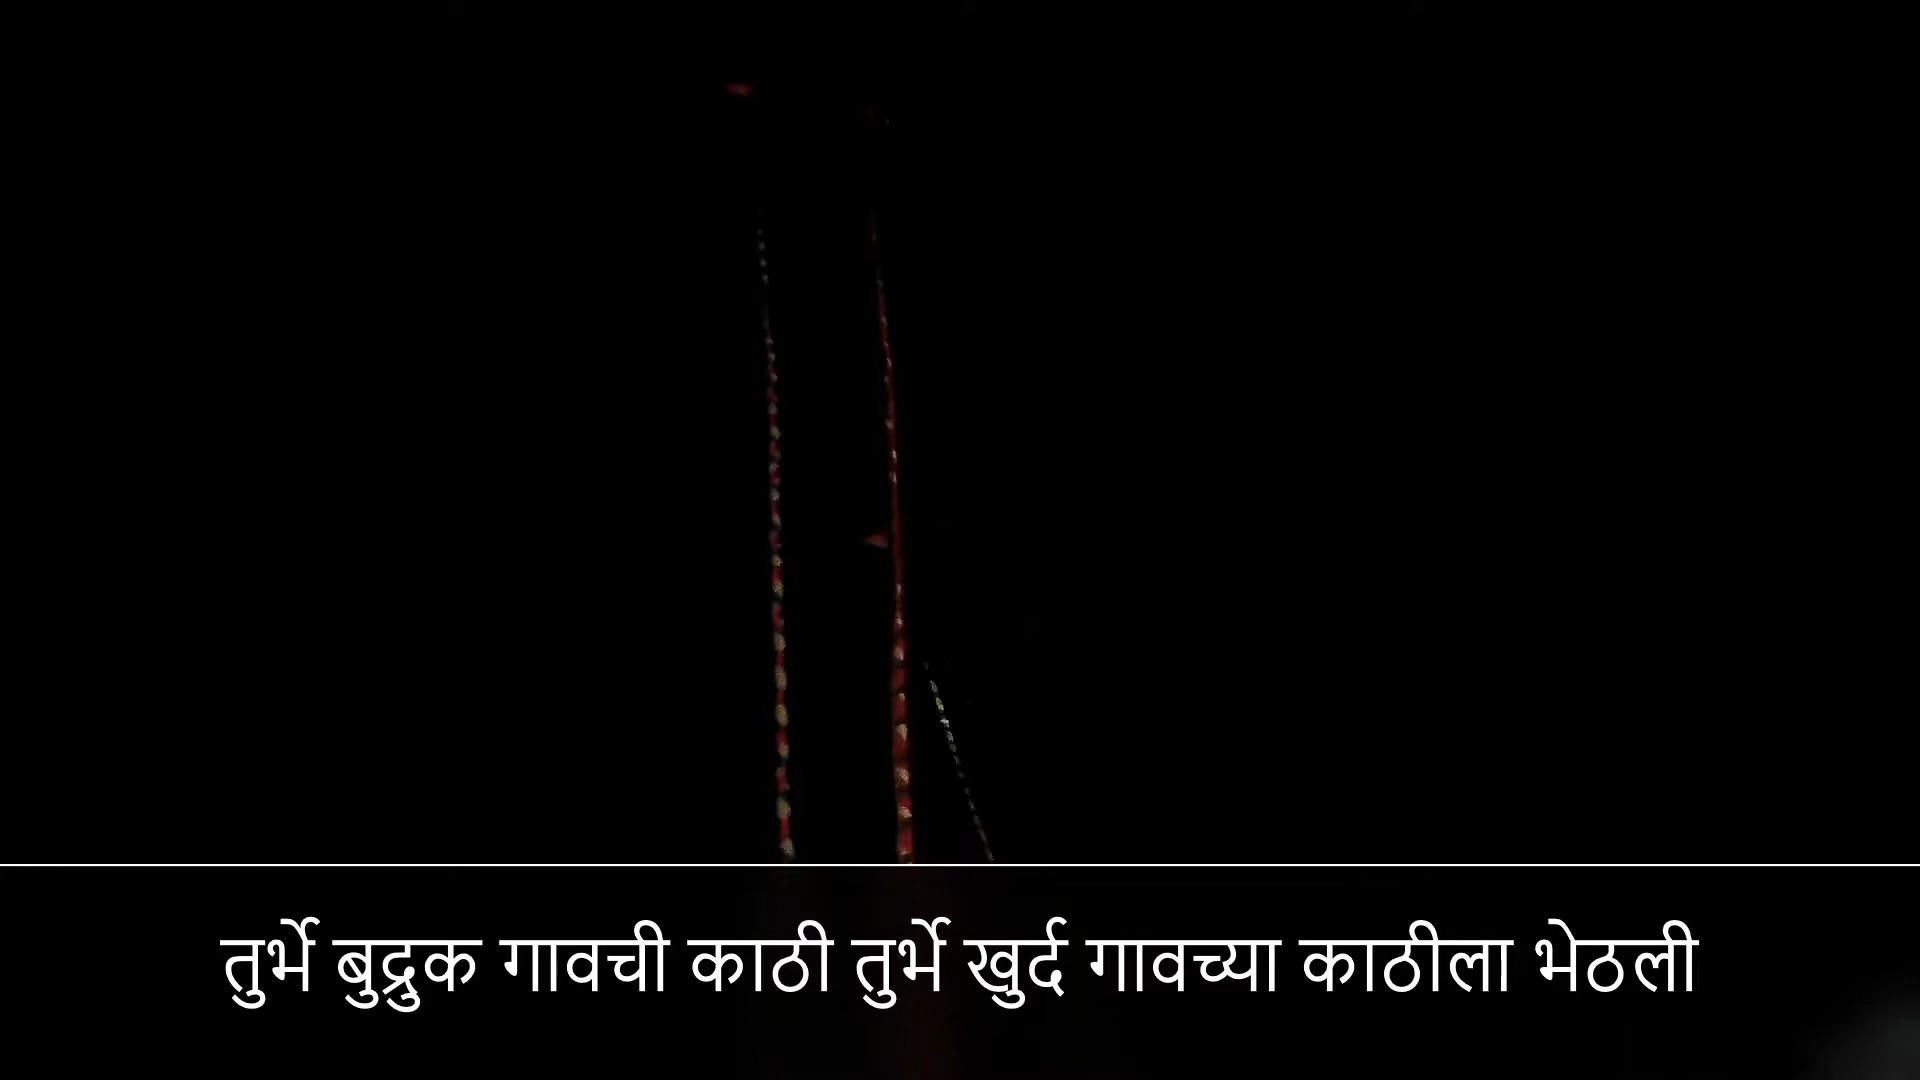 तुर्भे बुद्रुक गावची काठी तुर्भे खुर्द गावच्या काठीला भेठली